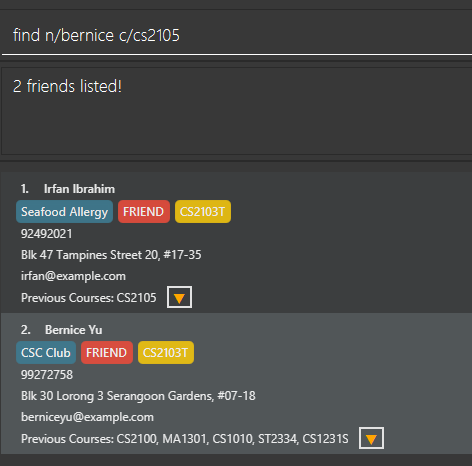 find n/bernice c/cs2105
2 friends listed!
1. Irfan Ibrahim
Seafood Allergy FRIEND CS2103T
92492021
Blk 47 Tampines Street 20, #17-35
irfan@example.com
Previous Courses: CS2105
2. Bernice Yu
CSC Club FRIEND CS2103T
99272758
Blk 30 Lorong 3 Serangoon Gardens, #07-18
berniceyu@example.com
Previous Courses: CS2100, MA1301, CS1010, ST2334, CS1231S